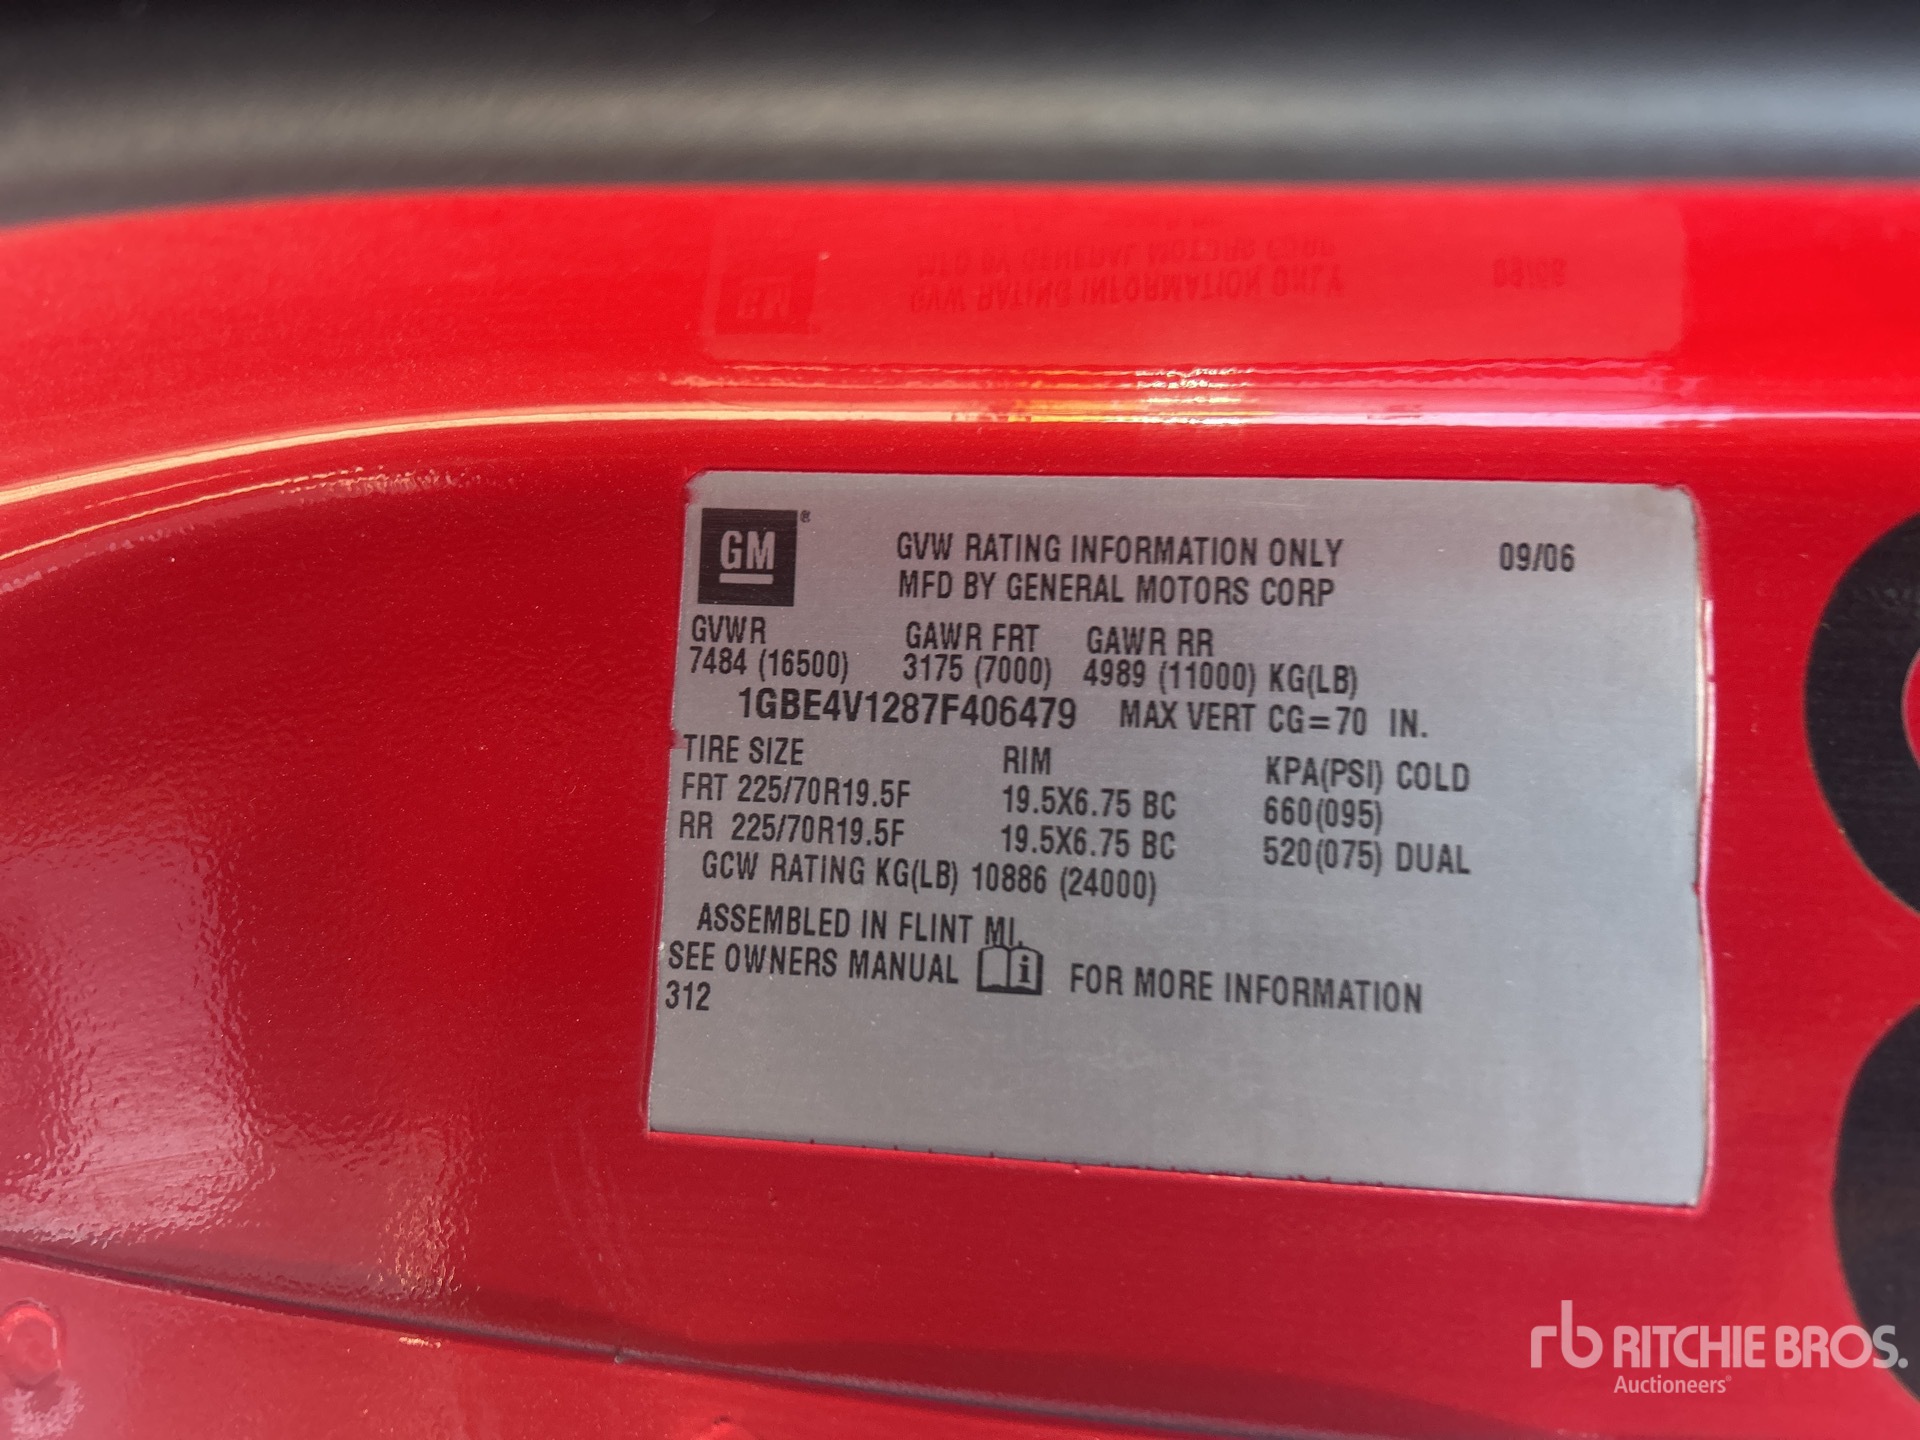 GM®
GVW RATING INFORMATION ONLY 09/06
MFD BY GENERAL MOTORS CORP
GVWR GAWR FRT GAWR RR
7484 (16500) 3175 (7000) 4989 (11000) KG(LB)
1GBE4V1287F406479 MAX VERT CG=70 IN.
TIRE SIZE RIM KPA(PSI) COLD
FRT 225/70R19.5F 19.5X6.75 BC 660(095)
RR 225/70R19.5F 19.5X6.75 BC 520(075) DUAL
GCW RATING KG(LB) 10886 (24000)
ASSEMBLED IN FLINT MI.
SEE OWNERS MANUAL i FOR MORE INFORMATION
312
rb RITCHIE BROS.
Auctioneers